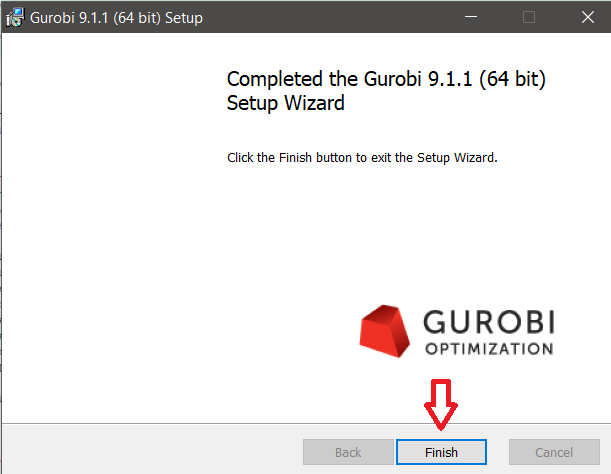 Gurobi 9.1.1 (64 bit) Setup
Completed the Gurobi 9.1.1 (64 bit)
Setup Wizard
Click the Finish button to exit the Setup Wizard.
GUROBI
OPTIMIZATION
Back
Finish
Cancel